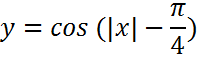 y = cos (|x| − π/4)